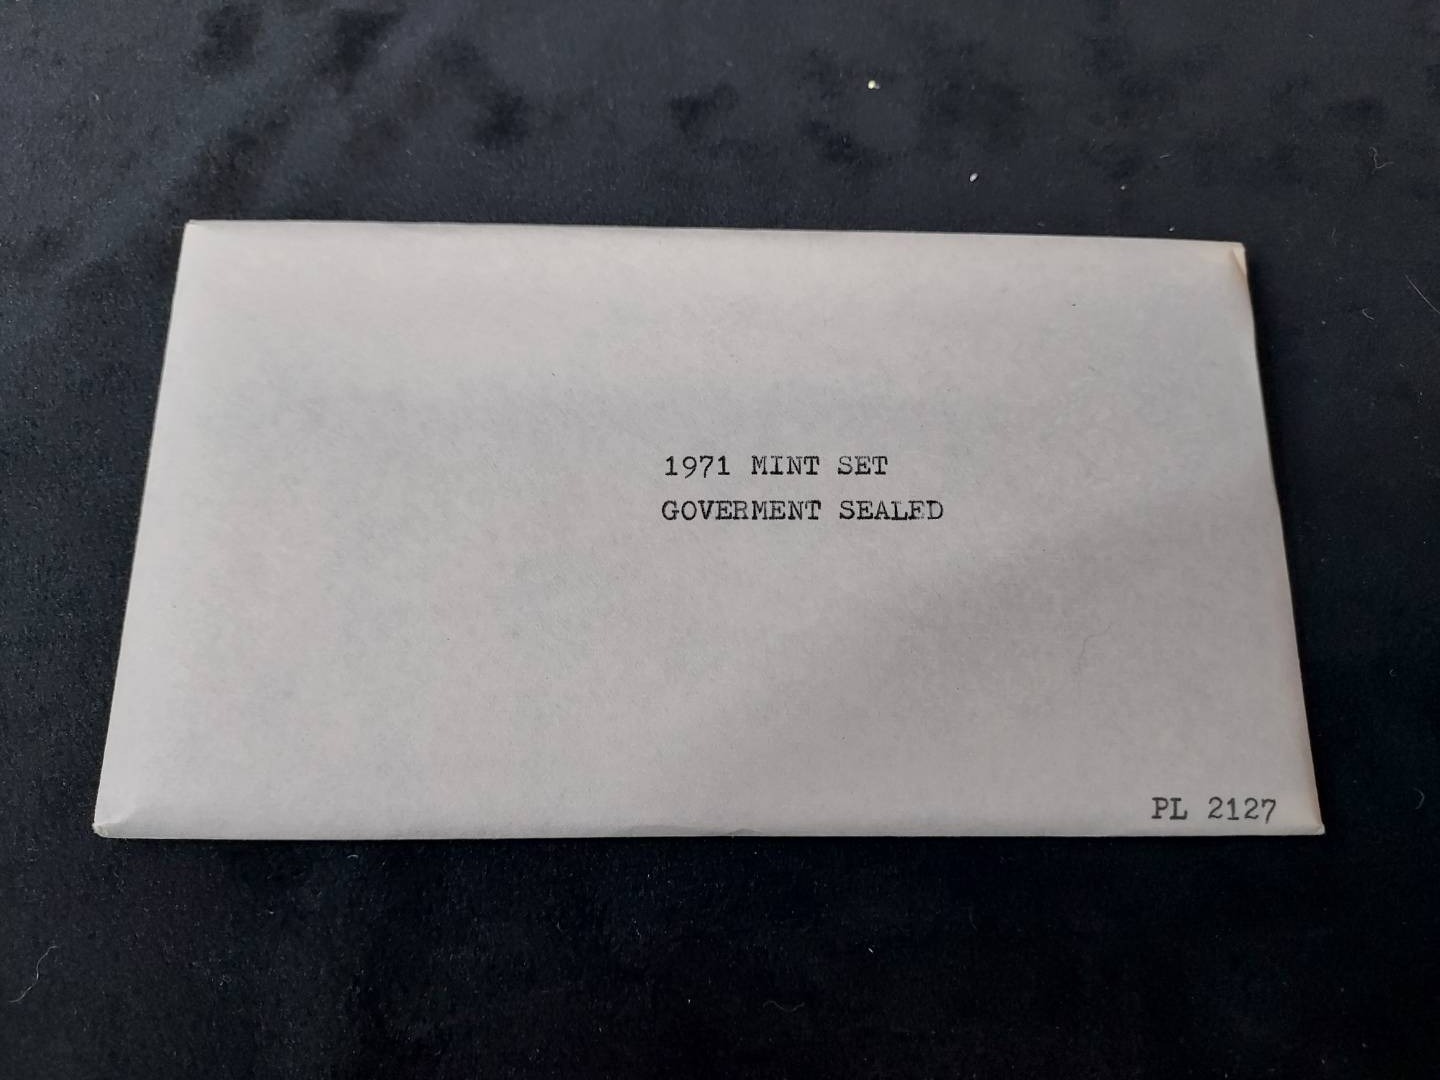 1971 MINT SET
GOVERMENT SEALED
PL 2127